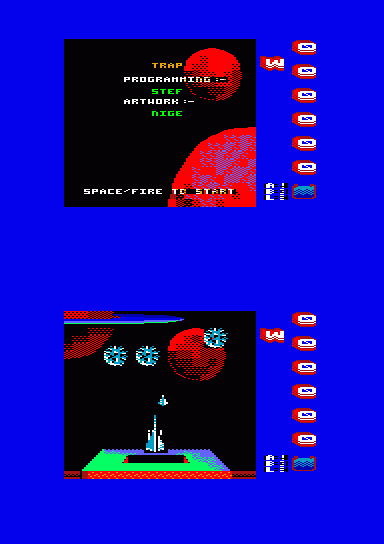 TRAP
PROGRAMMING :-
STEF
ARTWORK :-
NIGE
SPACE/FIRE TO START
W
W